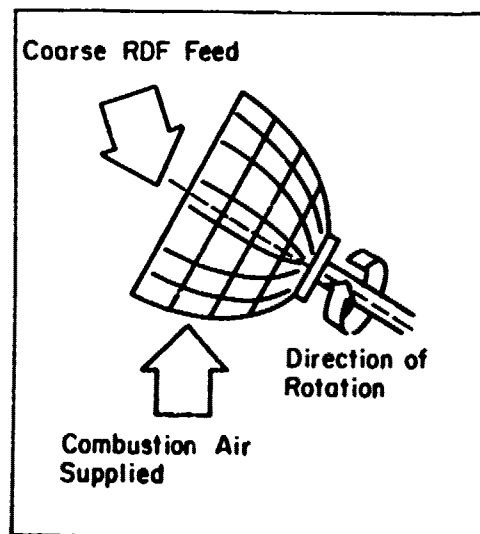 Coarse RDF Feed
Direction of
Rotation
Combustion Air
Supplied